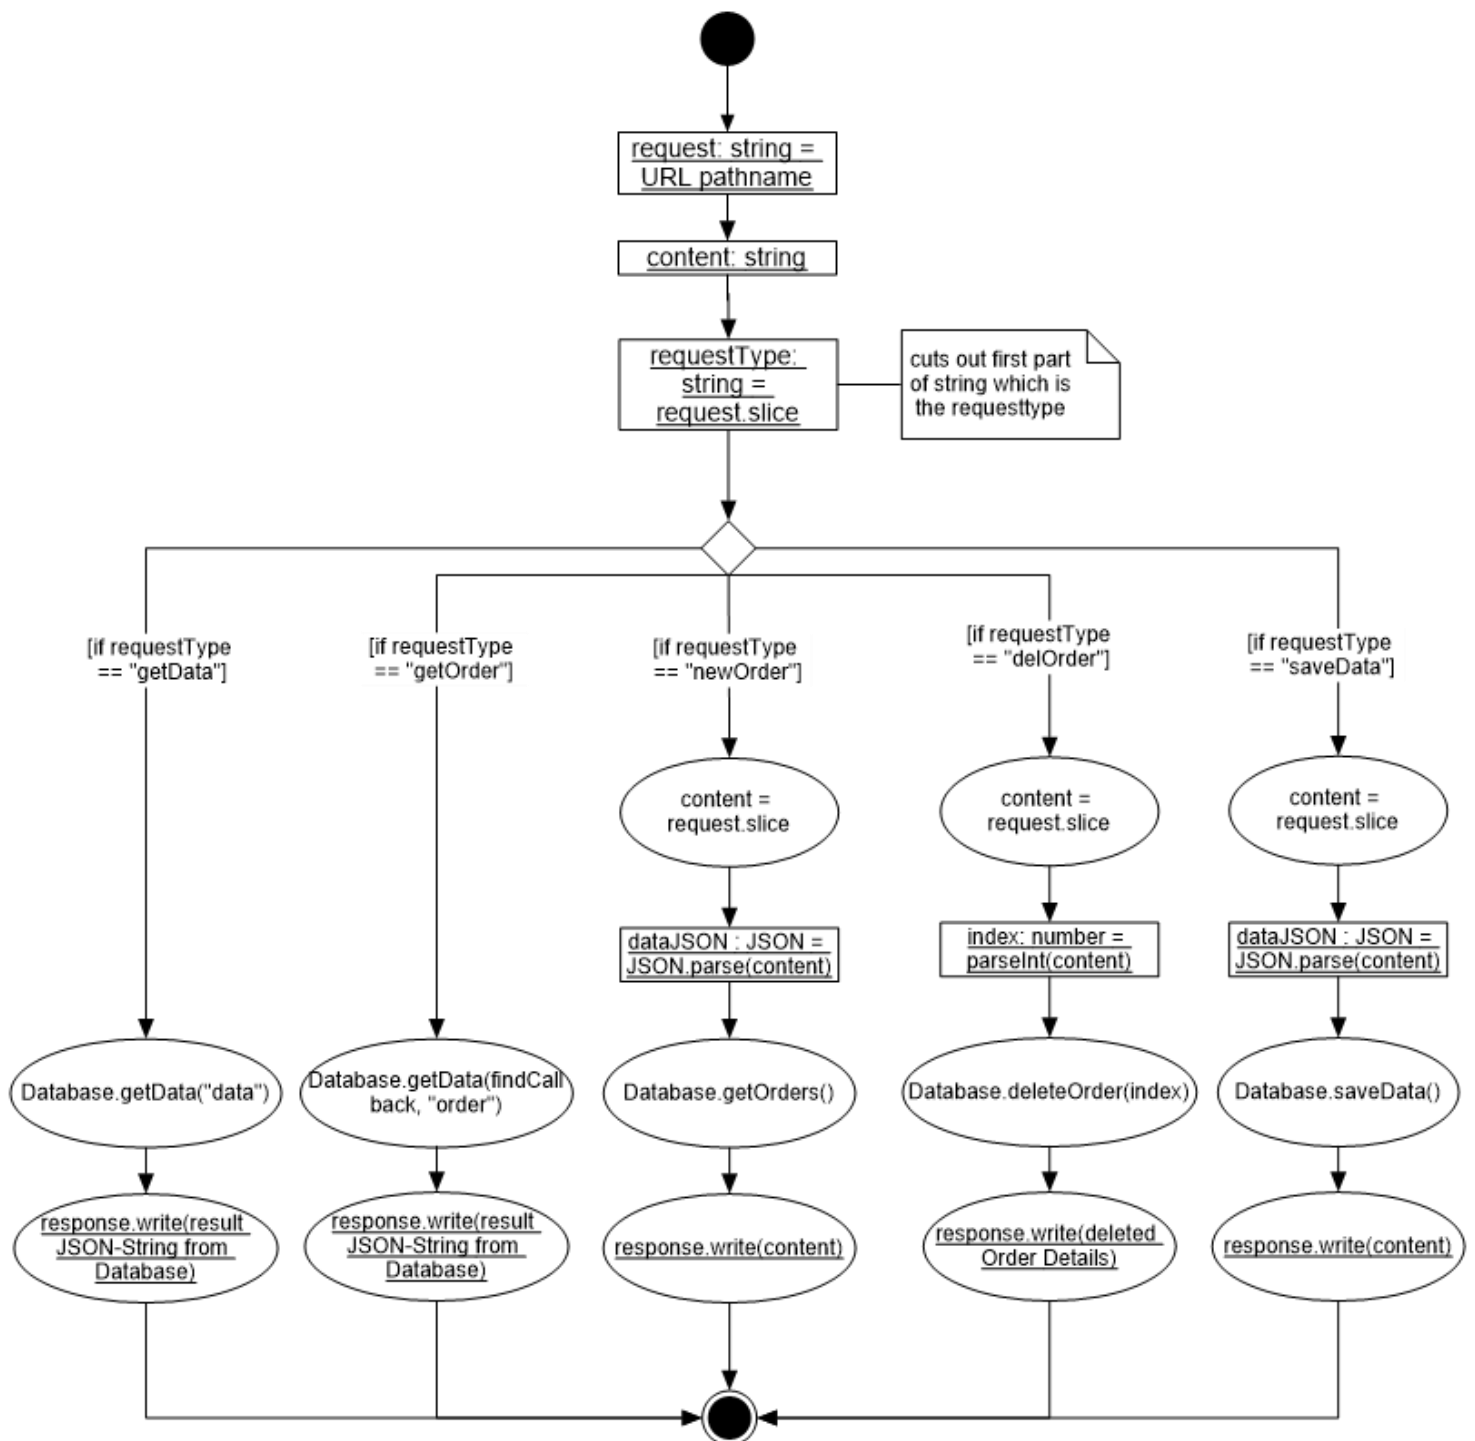 request: string =
URL pathname
content: string
requestType:
string =
request.slice
cuts out first part
of string which is
the requesttype
[if requestType
== "getData"]
[if requestType
== "getOrder"]
[if requestType
== "newOrder"]
[if requestType
== "delOrder"]
[if requestType
== "saveData"]
content =
request.slice
content =
request.slice
content =
request.slice
dataJSON : JSON =
JSON.parse(content)
index: number =
parseInt(content)
dataJSON : JSON =
JSON.parse(content)
Database.getData("data")
Database.getData(findCall
back, "order")
Database.getOrders()
Database.deleteOrder(index)
Database.saveData()
response.write(result
JSON-String from
Database)
response.write(result
JSON-String from
Database)
response.write(content)
response.write(deleted
Order Details)
response.write(content)